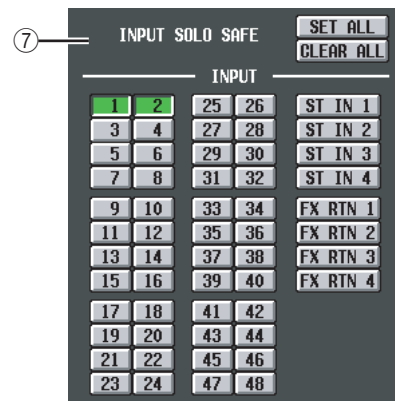 ⑦
INPUT SOLO SAFE
SET ALL
CLEAR ALL
INPUT
1 2 25 26 ST IN 1
3 4 27 28 ST IN 2
5 6 29 30 ST IN 3
7 8 31 32 ST IN 4
9 10 33 34 FX RTN 1
11 12 35 36 FX RTN 2
13 14 37 38 FX RTN 3
15 16 39 40 FX RTN 4
17 18 41 42
19 20 43 44
21 22 45 46
23 24 47 48